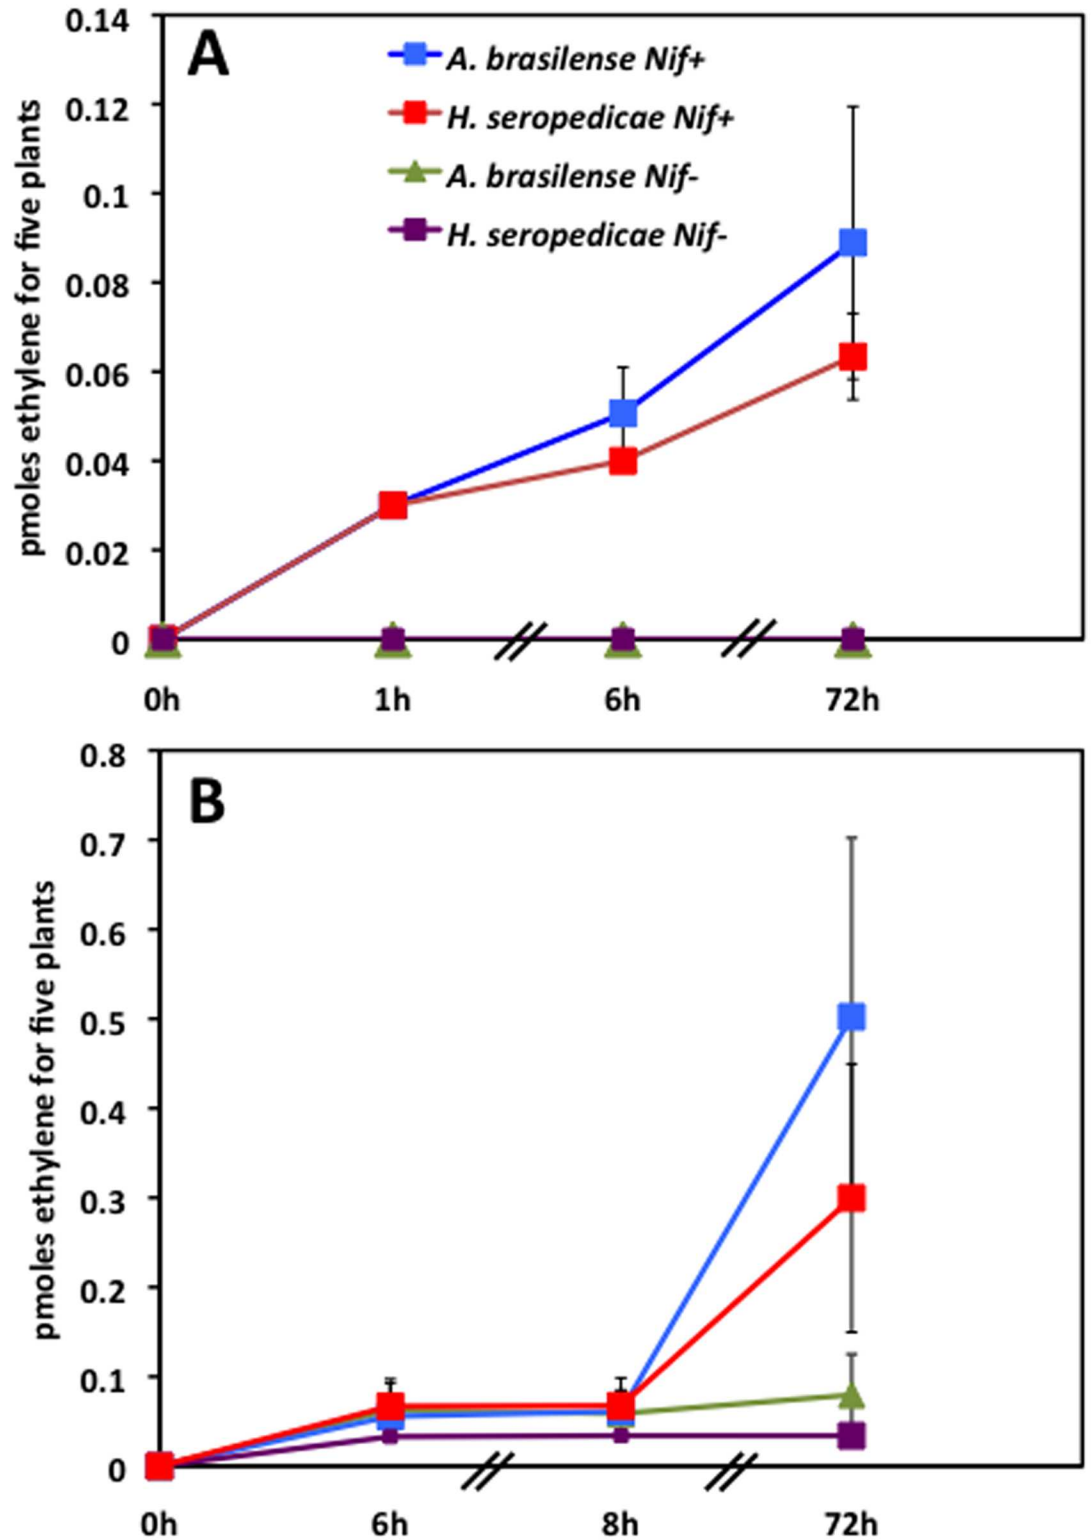 A
A. brasilense Nif+
H. seropedicae Nif+
A. brasilense Nif-
H. seropedicae Nif-
pmoles ethylene for five plants
0.14
0.12
0.1
0.08
0.06
0.04
0.02
0
0h 1h 6h 72h
B
pmoles ethylene for five plants
0.8
0.7
0.6
0.5
0.4
0.3
0.2
0.1
0
0h 6h 8h 72h